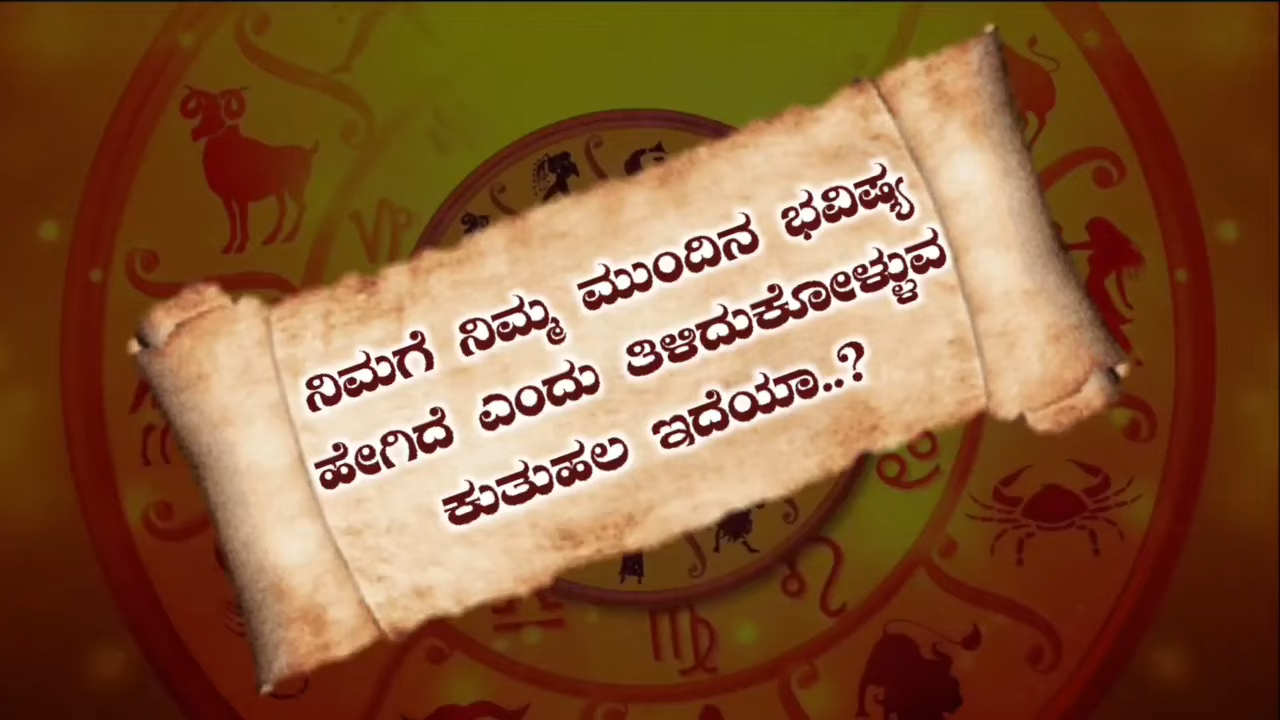 ನಿಮಗೆ ನಿಮ್ಮ ಮುಂದಿನ ಭವಿಷ್ಯ
ಹೇಗಿದೆ ಎಂದು ತಿಳಿದುಕೋಳ್ಳುವ
ಕುತುಹಲ ಇದೆಯಾ..?